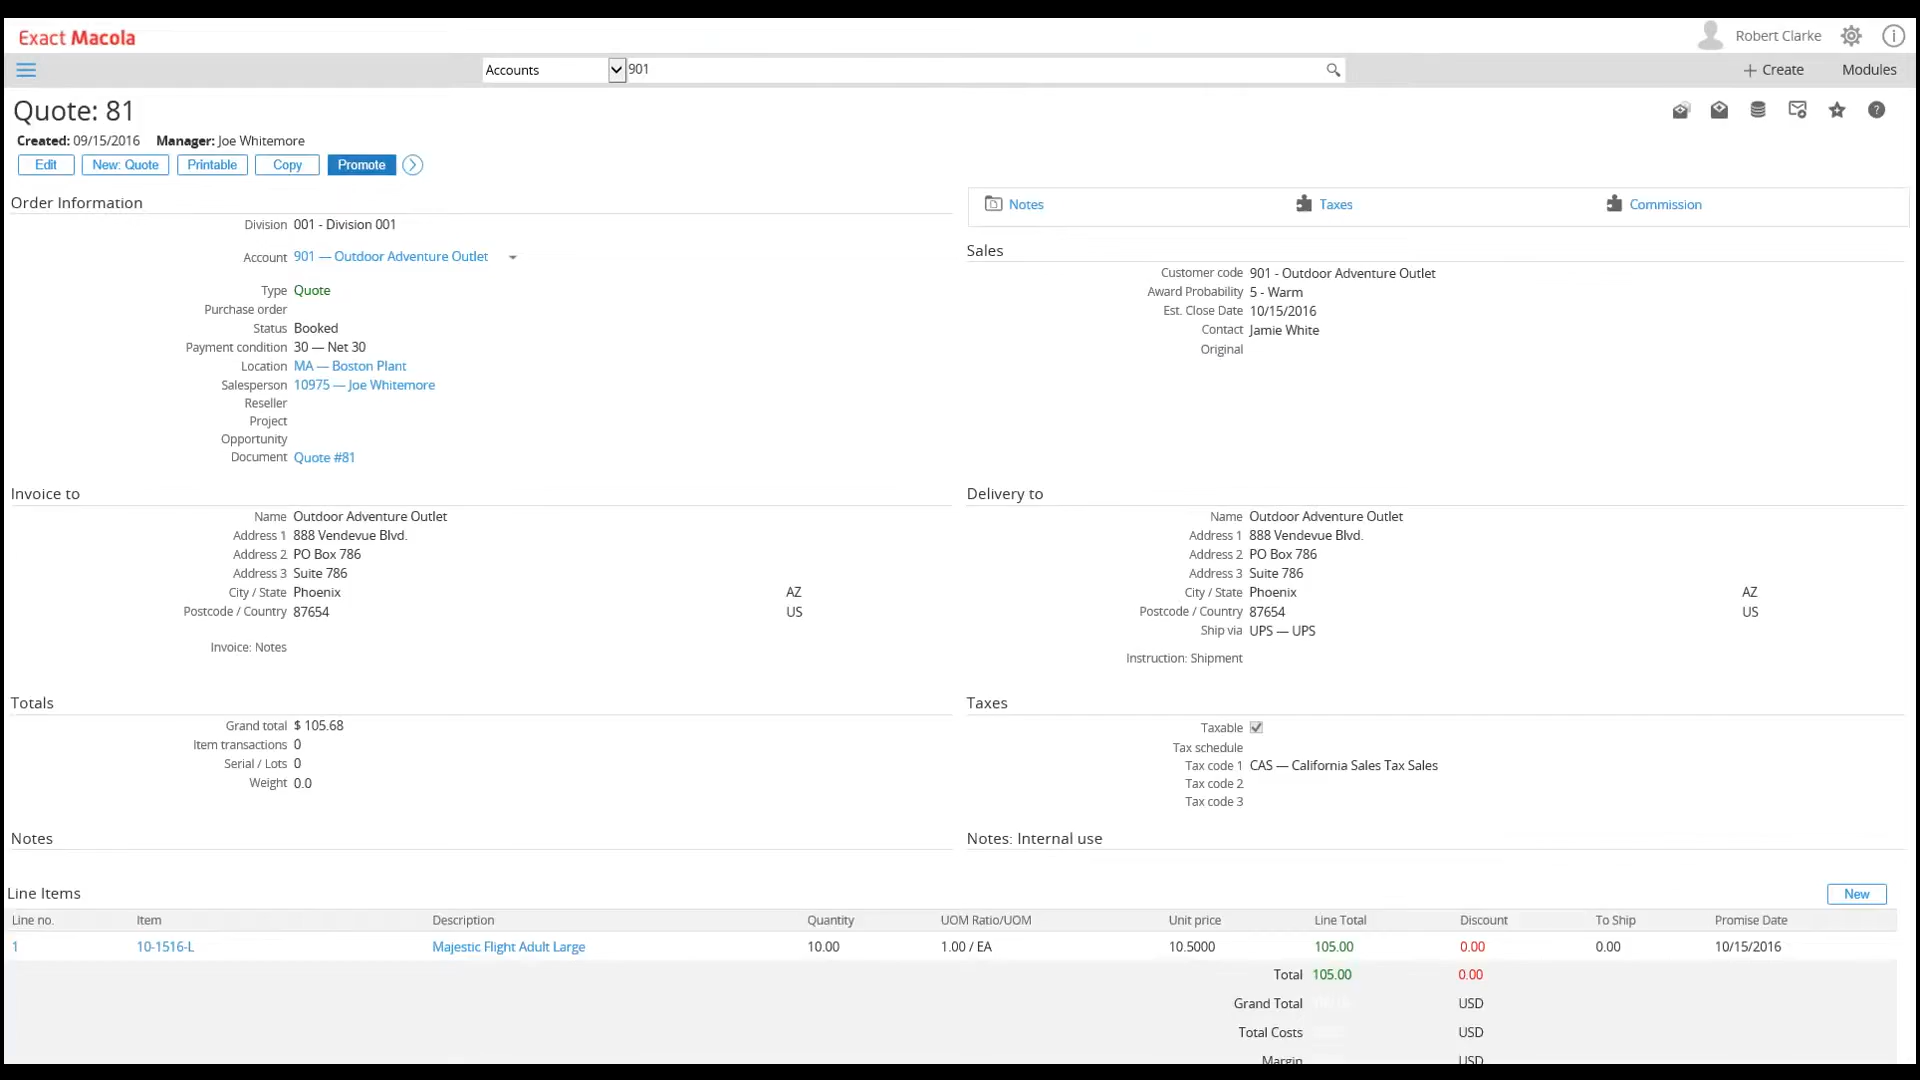 Exact Macola
Robert Clarke
Accounts 901
Create Modules
Quote: 81
Created: 09/15/2016 Manager: Joe Whitemore
Edit New: Quote Printable Copy Promote
Order Information
Division 001 - Division 001
Account 901 — Outdoor Adventure Outlet
Type Quote
Purchase order
Status Booked
Payment condition 30 — Net 30
Location MA — Boston Plant
Salesperson 10975 — Joe Whitemore
Reseller
Project
Opportunity
Document Quote #81
Notes Taxes Commission
Sales
Customer code 901 - Outdoor Adventure Outlet
Award Probability 5 - Warm
Est. Close Date 10/15/2016
Contact Jamie White
Original
Invoice to
Name Outdoor Adventure Outlet
Address 1 888 Vendevue Blvd.
Address 2 PO Box 786
Address 3 Suite 786
City / State Phoenix AZ
Postcode / Country 87654 US
Invoice: Notes
Delivery to
Name Outdoor Adventure Outlet
Address 1 888 Vendevue Blvd.
Address 2 PO Box 786
Address 3 Suite 786
City / State Phoenix AZ
Postcode / Country 87654 US
Ship via UPS — UPS
Instruction: Shipment
Totals
Grand total $ 105.68
Item transactions 0
Serial / Lots 0
Weight 0.0
Taxes
Taxable
Tax schedule
Tax code 1 CAS — California Sales Tax Sales
Tax code 2
Tax code 3
Notes
Notes: Internal use
Line Items New
Line no. Item Description Quantity UOM Ratio/UOM Unit price Line Total Discount To Ship Promise Date
1 10-1516-L Majestic Flight Adult Large 10.00 1.00 / EA 10.5000 105.00 0.00 0.00 10/15/2016
Total 105.00 0.00
Grand Total USD
Total Costs USD
Margin USD